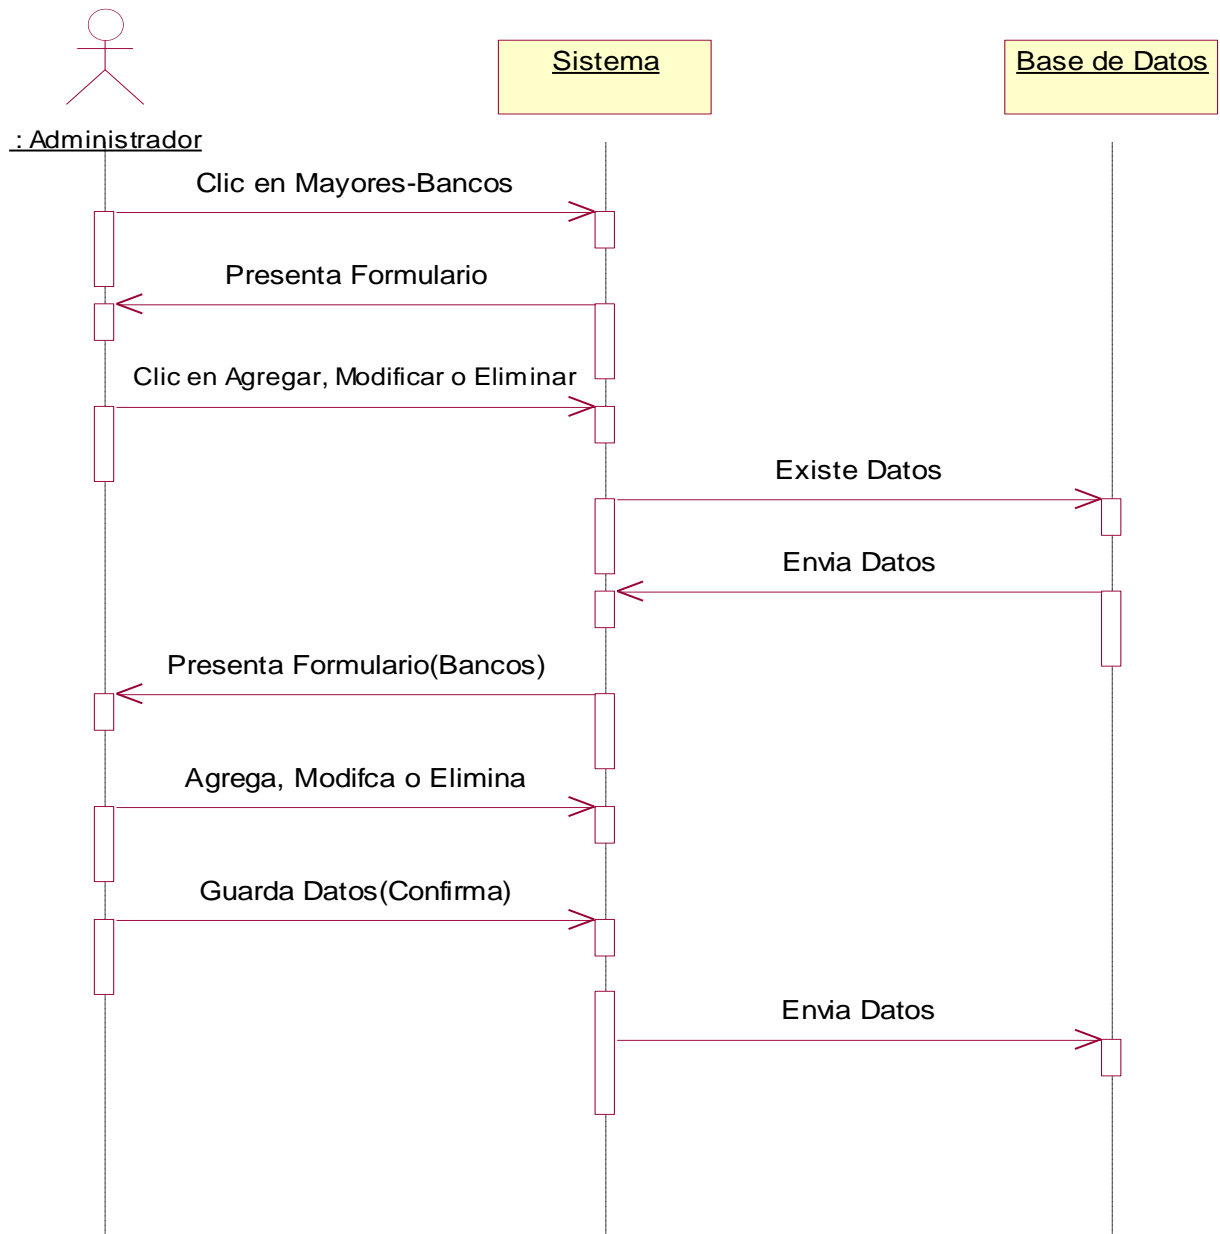 Sistema
Base de Datos
: Administrador
Clic en Mayores-Bancos
Presenta Formulario
Clic en Agregar, Modificar o Eliminar
Existe Datos
Envia Datos
Presenta Formulario(Bancos)
Agrega, Modifca o Elimina
Guarda Datos(Confirma)
Envia Datos